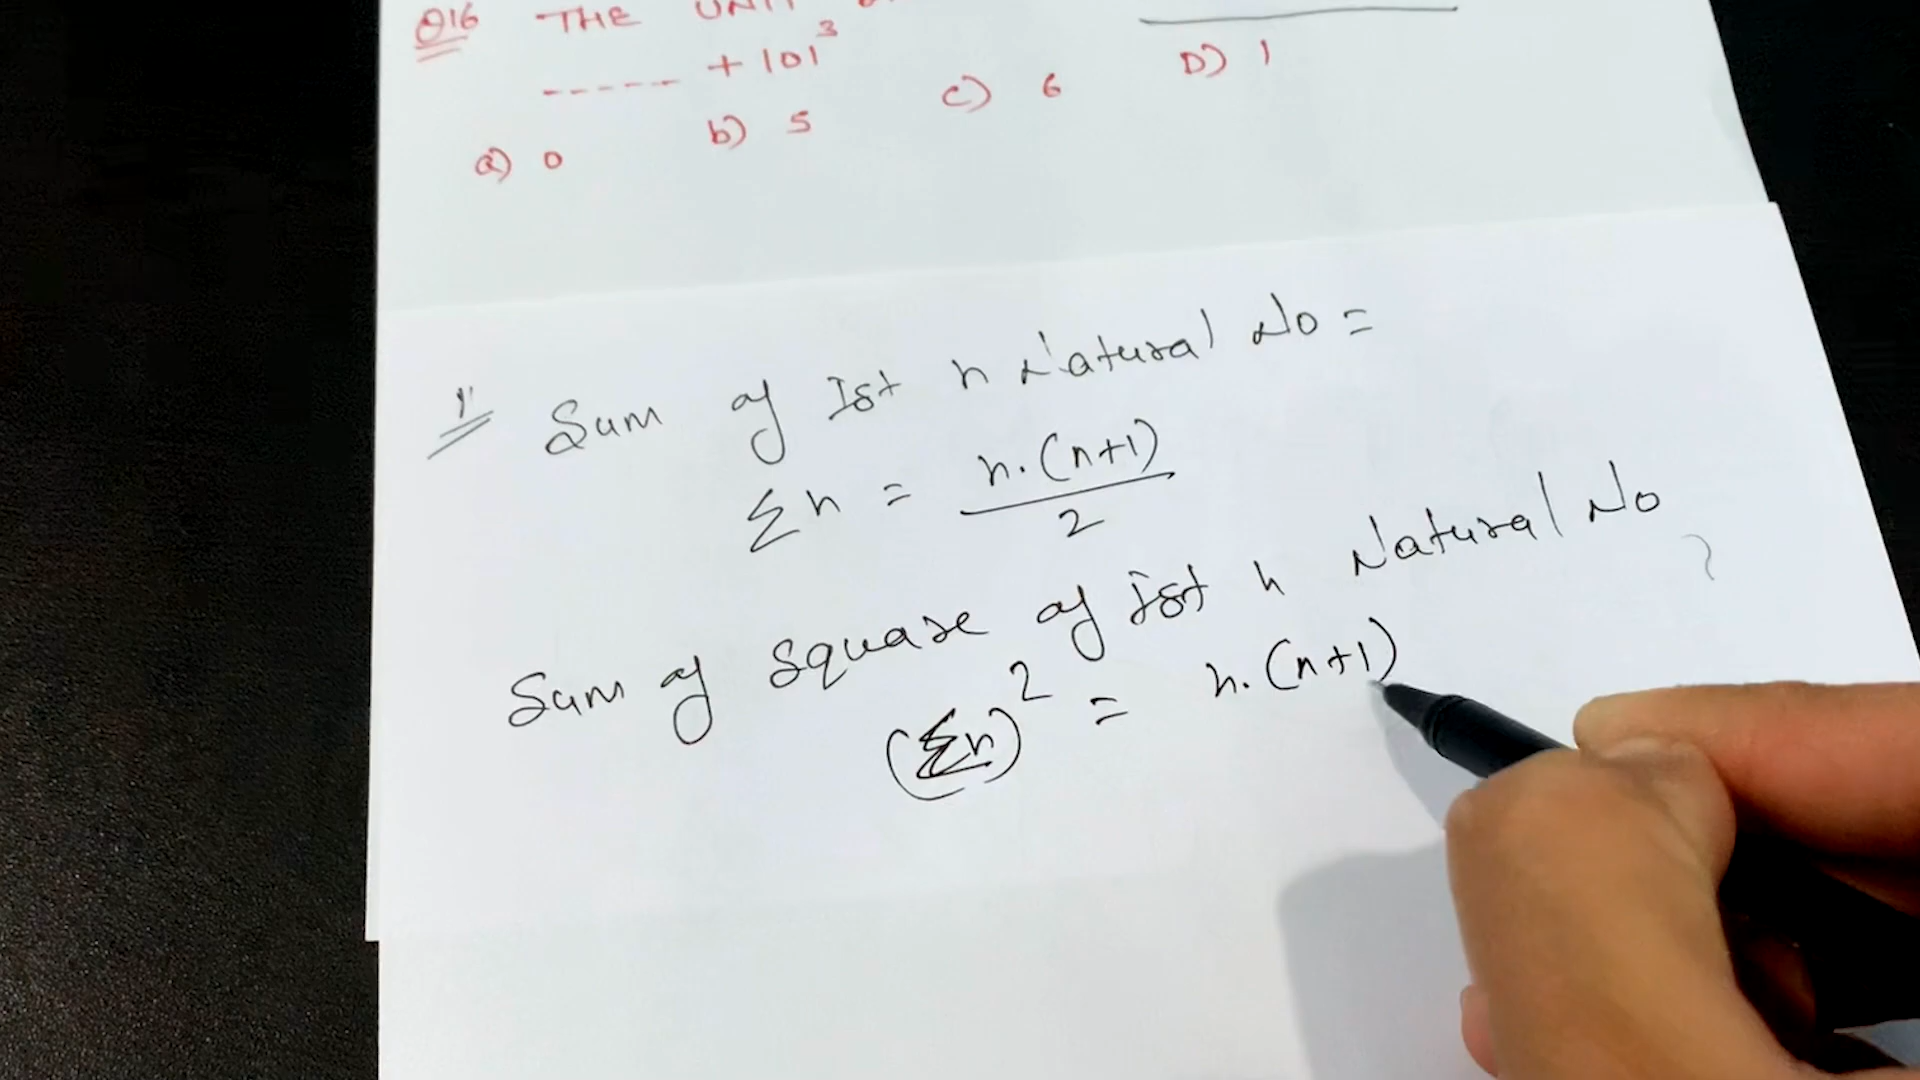 Q16 THE UNIT
------ + 101³
a) 0 b) 5 c) 6 D) 1
1) Sum of Ist n Natural No =
Σn = n.(n+1)/2
Sum of Square of Ist n Natural No
(Σn)² = n.(n+1)